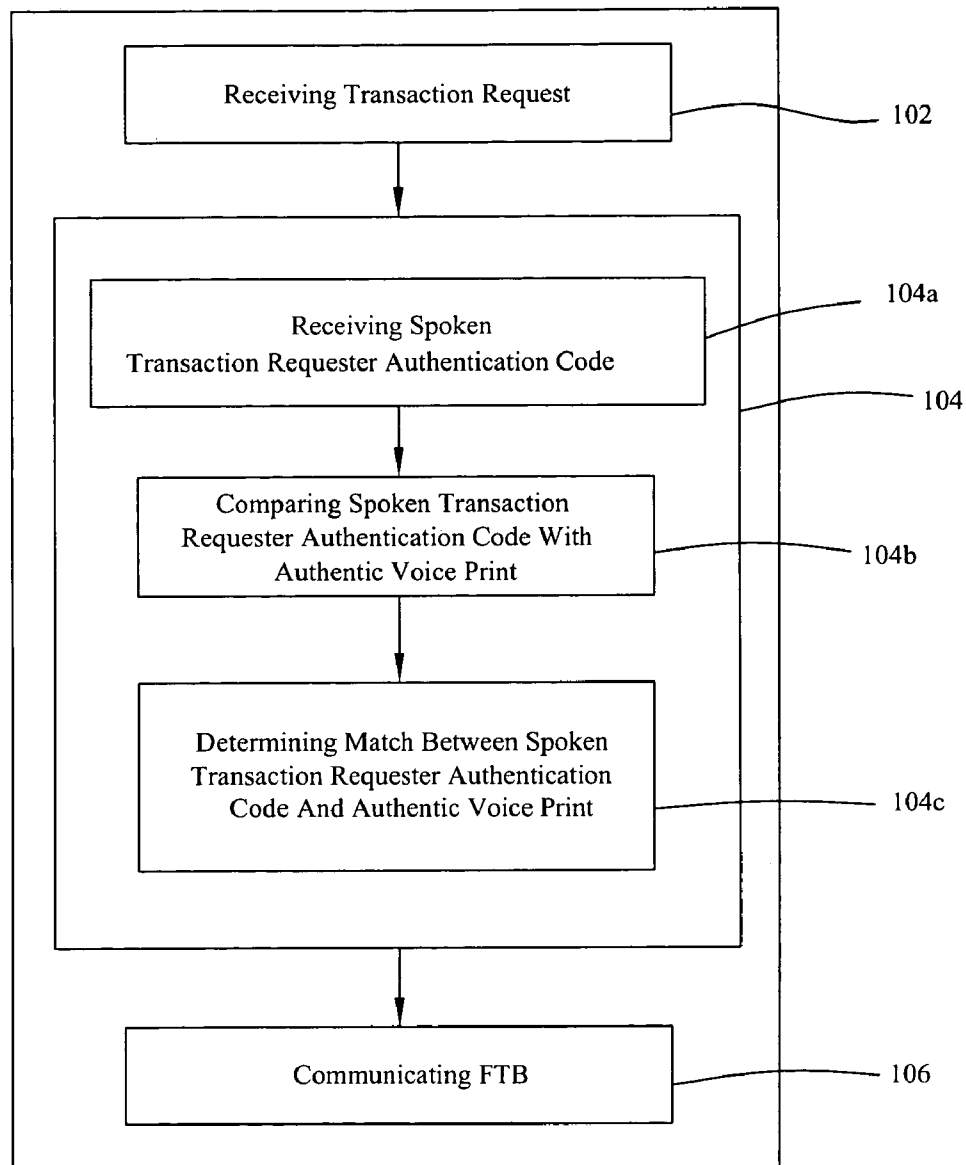 Receiving Transaction Request
102
Receiving Spoken
Transaction Requester Authentication Code
104a
104
Comparing Spoken Transaction
Requester Authentication Code With
Authentic Voice Print
104b
Determining Match Between Spoken
Transaction Requester Authentication
Code And Authentic Voice Print
104c
Communicating FTB
106